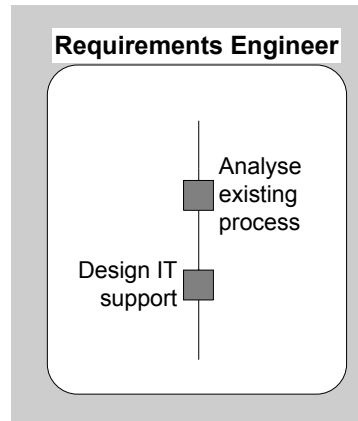 Requirements Engineer
Analyse
existing
process
Design IT
support